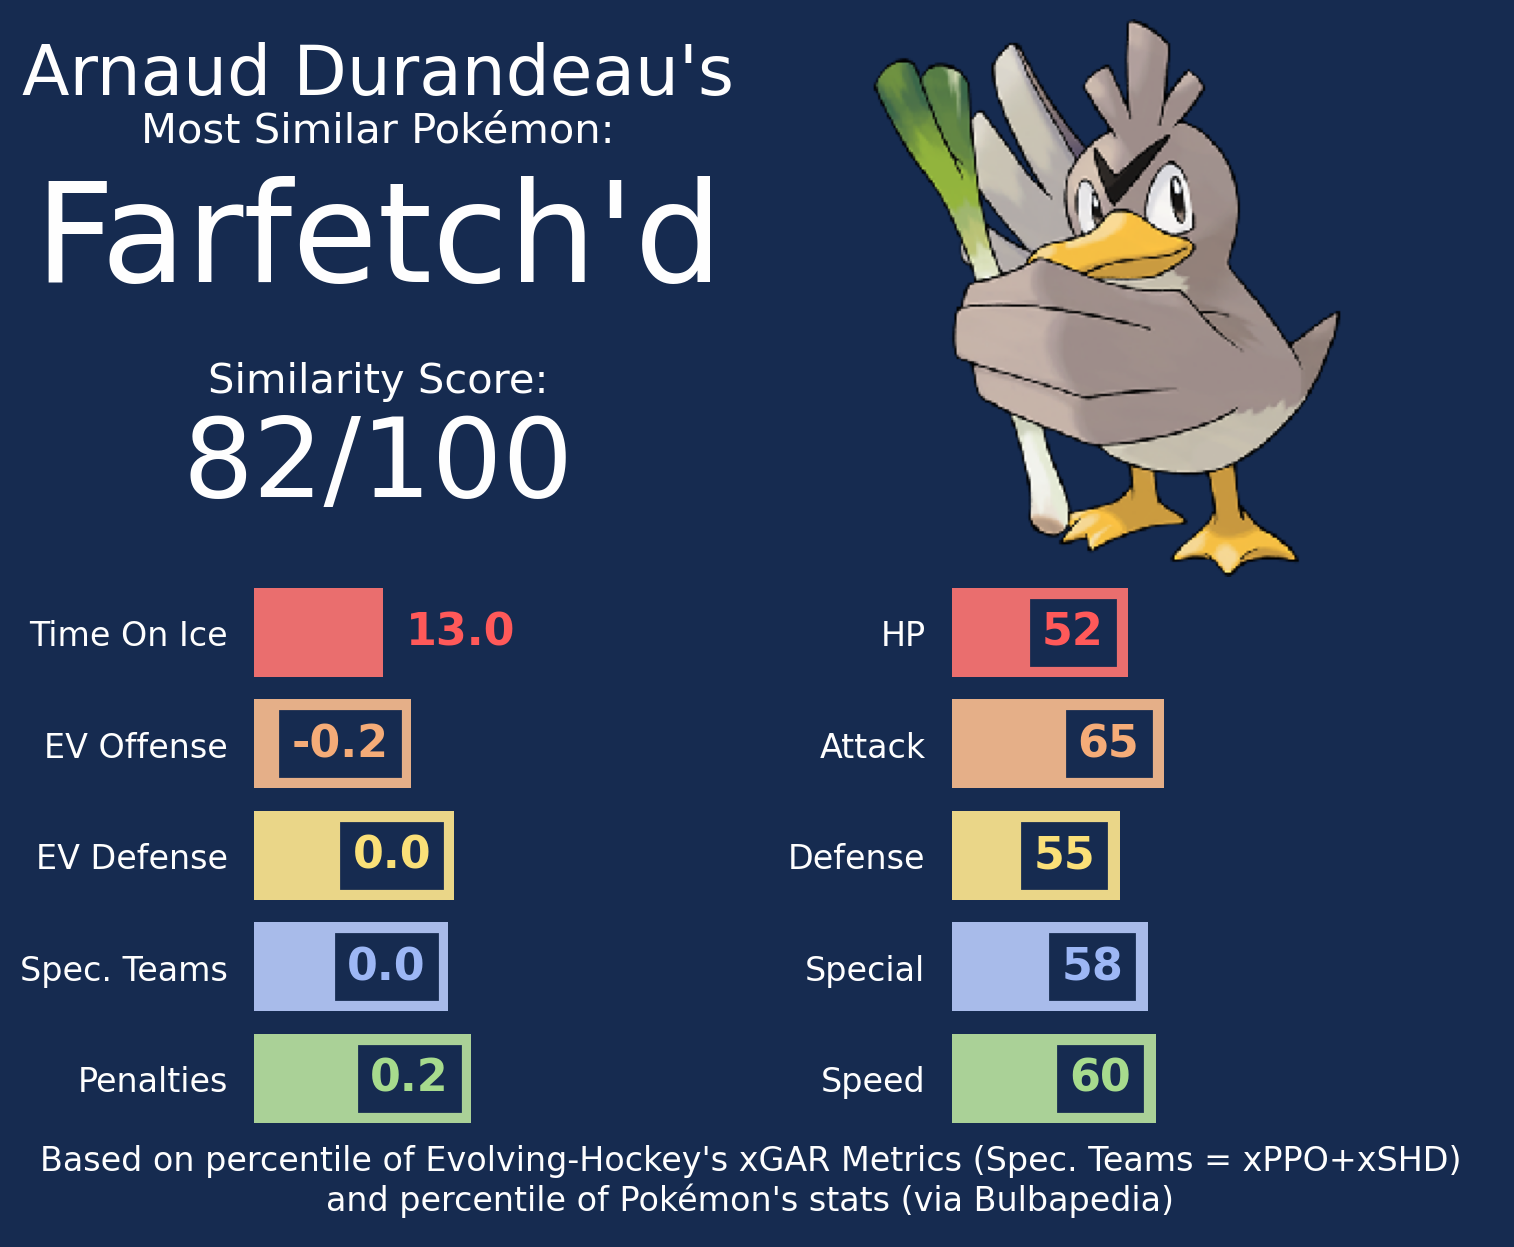 Arnaud Durandeau's
Most Similar Pokémon:
Farfetch'd
Similarity Score:
82/100
Time On Ice 13.0
EV Offense -0.2
EV Defense 0.0
Spec. Teams 0.0
Penalties 0.2
HP 52
Attack 65
Defense 55
Special 58
Speed 60
Based on percentile of Evolving-Hockey's xGAR Metrics (Spec. Teams = xPPO+xSHD)
and percentile of Pokémon's stats (via Bulbapedia)